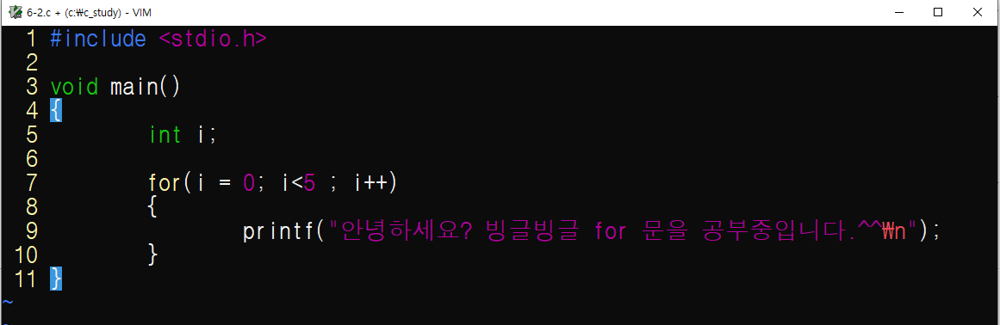 6-2.c + (c:₩c_study) - VIM
1 #include <stdio.h>
2
3 void main()
4 {
5 int i;
6
7 for(i = 0; i<5 ; i++)
8 {
9 printf("안녕하세요? 빙글빙글 for 문을 공부중입니다.^^₩n");
10 }
11 }
~